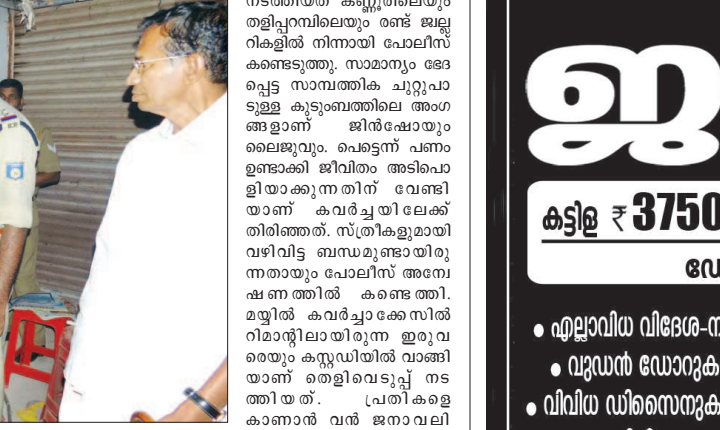 നടത്തിയത് കണ്ണൂരിലെയും
തളിപ്പറമ്പിലെയും രണ്ട് ജ്വല്ല
റികളിൽ നിന്നായി പോലീസ്
കണ്ടെടുത്തു. സാമാന്യം ഭേദ
പ്പെട്ട സാമ്പത്തിക ചുറ്റുപാ
ടുള്ള കുടുംബത്തിലെ അംഗ
ങ്ങളാണ് ജിൻഷോയും
ലൈജുവും. പെട്ടെന്ന് പണം
ഉണ്ടാക്കി ജീവിതം അടിപൊ
ളിയാക്കുന്നതിന് വേണ്ടി
യാണ് കവർച്ചയിലേക്ക്
തിരിഞ്ഞത്. സ്ത്രീകളുമായി
വഴിവിട്ട ബന്ധമുണ്ടായിരു
ന്നതായും പോലീസ് അന്വേ
ഷണത്തിൽ കണ്ടെത്തി.
മയ്യിൽ കവർച്ചാക്കേസിൽ
റിമാന്റിലായിരുന്ന ഇരുവ
രെയും കസ്റ്റഡിയിൽ വാങ്ങി
യാണ് തെളിവെടുപ്പ് നട
ത്തിയത്. പ്രതികളെ
കാണാൻ വൻ ജനാവലി
ജ
കട്ടിള ₹ 3750
ഡേ
• എല്ലാവിധ വിദേശ-ന
• വുഡൻ ഡോറുക
• വിവിധ ഡിസൈനുക